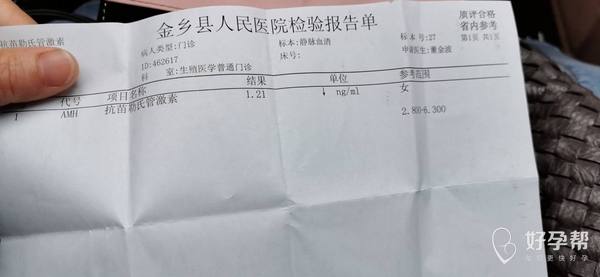 金乡县人民医院检验报告单
质评合格
省内参考
抗苗勒氏管激素
病人类型:门诊
标本:静脉血清
标本号:27
第1页 共1页
ID:462617
床号:
申请医生:董金波
科 室:生殖医学普通门诊
代号 项目名称 结果 单位 参考范围
女
1 AMH 抗苗勒氏管激素 1.21 ↓ ng/ml 2.800-6.300
好孕帮